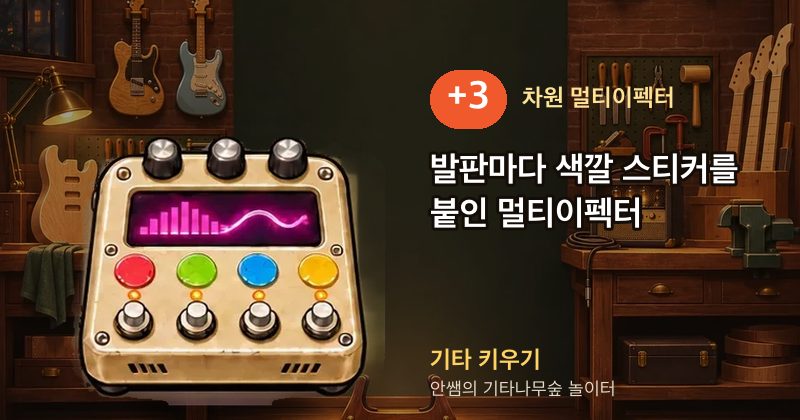 +3 차원 멀티이펙터
발판마다 색깔 스티커를
붙인 멀티이펙터
기타 키우기
안쌤의 기타나무숲 놀이터